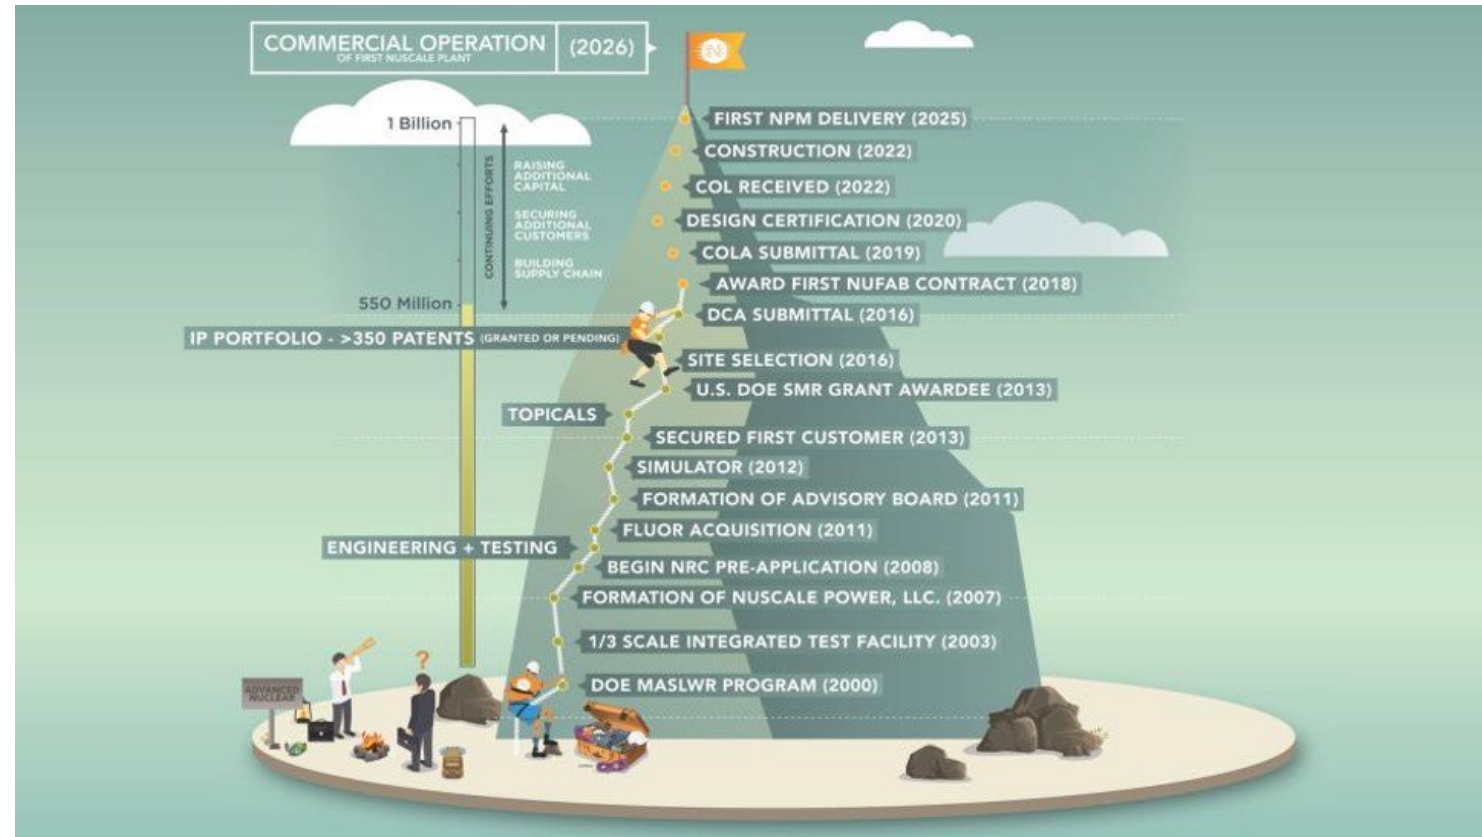 COMMERCIAL OPERATION
OF FIRST NUSCALE PLANT
(2026)
N
FIRST NPM DELIVERY (2025)
1 Billion
CONSTRUCTION (2022)
CONTINUING EFFORTS
RAISING
ADDITIONAL
CAPITAL
COL RECEIVED (2022)
SECURING
ADDITIONAL
CUSTOMERS
DESIGN CERTIFICATION (2020)
COLA SUBMITTAL (2019)
BUILDING
SUPPLY CHAIN
AWARD FIRST NUFAB CONTRACT (2018)
550 Million
DCA SUBMITTAL (2016)
IP PORTFOLIO - >350 PATENTS (GRANTED OR PENDING)
SITE SELECTION (2016)
U.S. DOE SMR GRANT AWARDEE (2013)
TOPICALS
SECURED FIRST CUSTOMER (2013)
SIMULATOR (2012)
FORMATION OF ADVISORY BOARD (2011)
FLUOR ACQUISITION (2011)
ENGINEERING + TESTING
BEGIN NRC PRE-APPLICATION (2008)
FORMATION OF NUSCALE POWER, LLC. (2007)
1/3 SCALE INTEGRATED TEST FACILITY (2003)
?
DOE MASLWR PROGRAM (2000)
ADVANCED
NUCLEAR